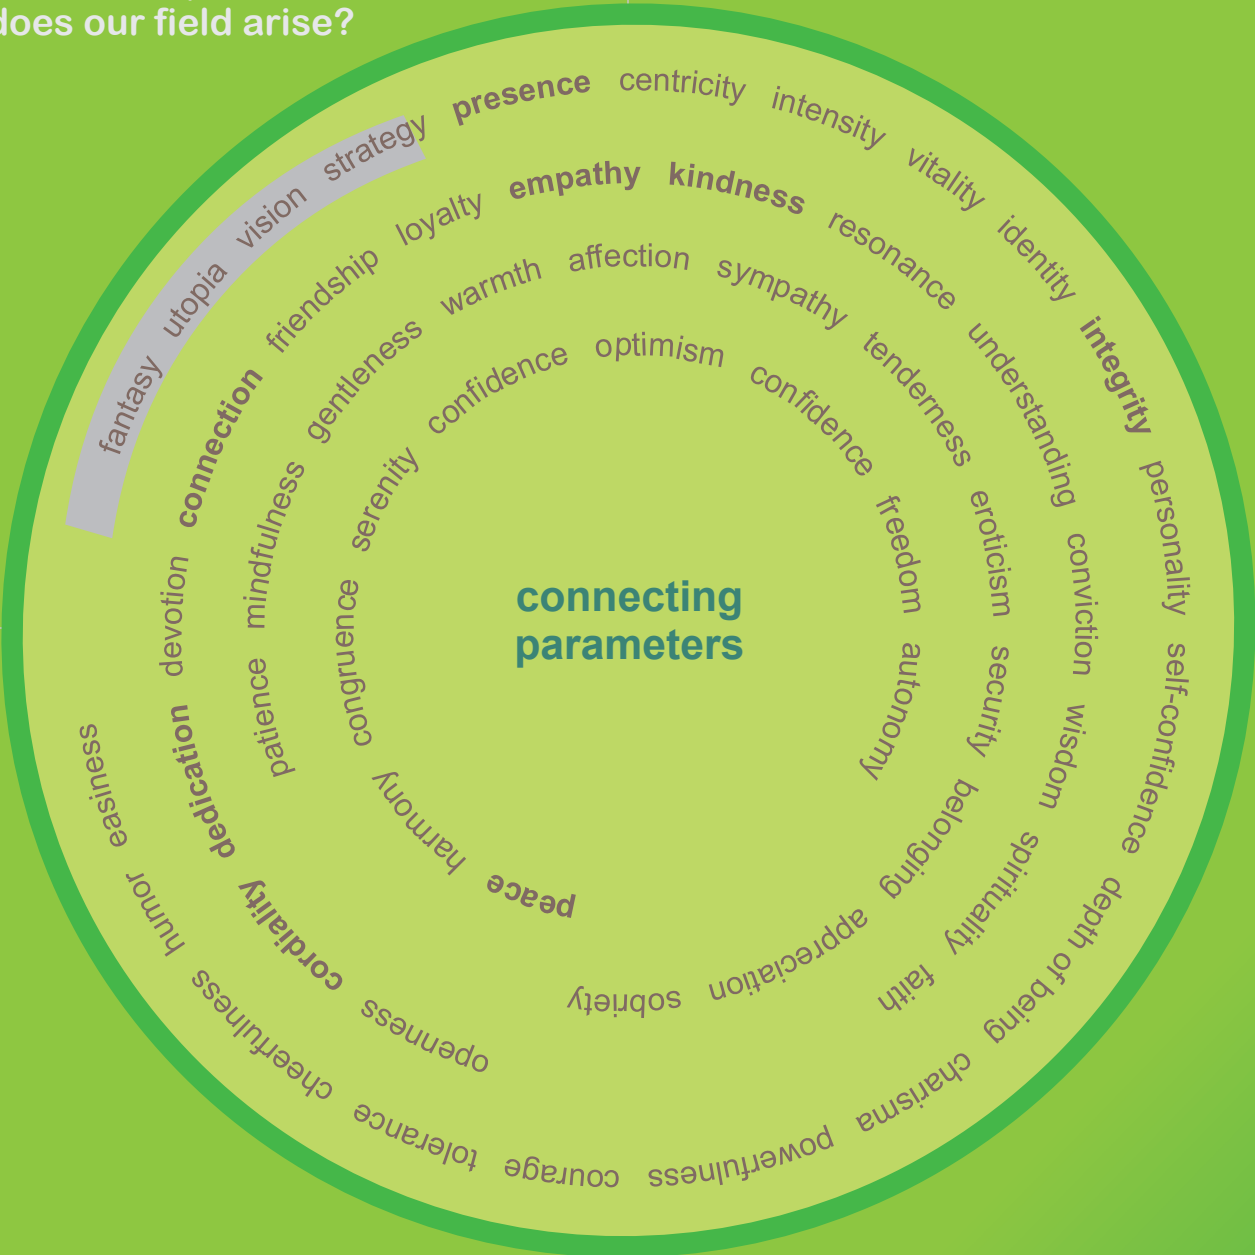 does our field arise?
fantasy utopia vision strategy presence centricity intensity vitality identity integrity personality self-confidence depth of being charisma powerfulness courage tolerance cheerfulness humor easiness
openness cordiality dedication devotion connection friendship loyalty empathy kindness resonance understanding conviction wisdom spirituality faith
patience mindfulness gentleness warmth affection sympathy tenderness eroticism security belonging appreciation sobriety
peace harmony congruence serenity confidence optimism confidence freedom autonomy
connecting
parameters